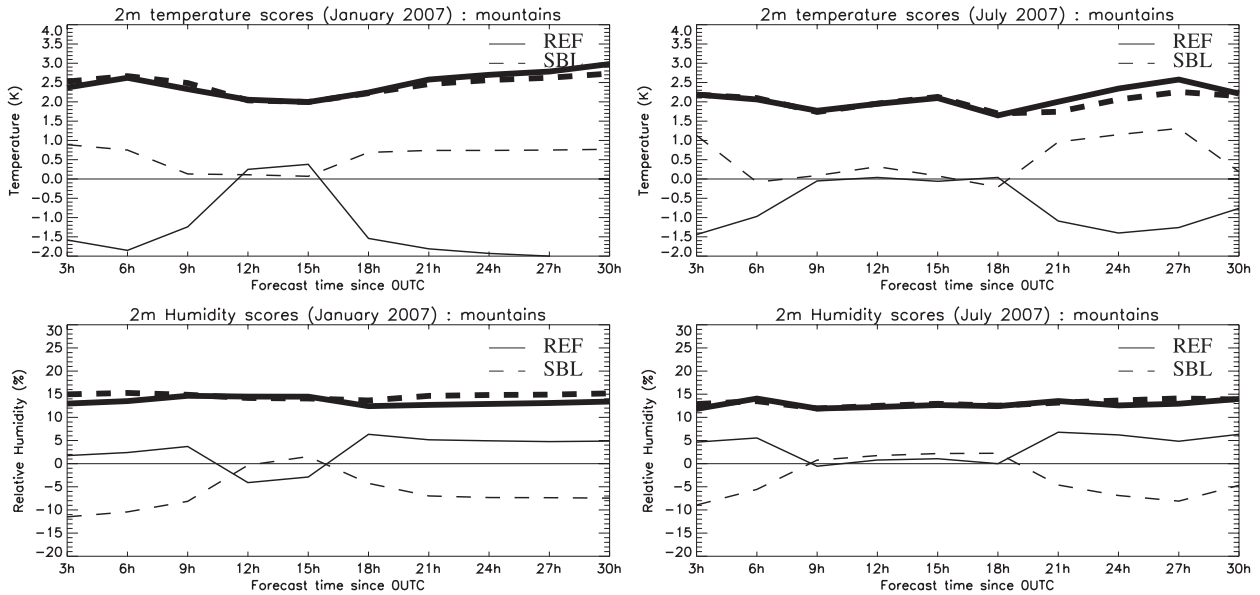 2m temperature scores (January 2007) : mountains
4.0
3.5
3.0
2.5
2.0
1.5
1.0
0.5
0.0
−0.5
−1.0
−1.5
−2.0
Temperature (K)
REF
SBL
3h 6h 9h 12h 15h 18h 21h 24h 27h 30h
Forecast time since 0UTC
2m temperature scores (July 2007) : mountains
4.0
3.5
3.0
2.5
2.0
1.5
1.0
0.5
0.0
−0.5
−1.0
−1.5
−2.0
Temperature (K)
REF
SBL
3h 6h 9h 12h 15h 18h 21h 24h 27h 30h
Forecast time since 0UTC
2m Humidity scores (January 2007) : mountains
30
25
20
15
10
5
0
−5
−10
−15
−20
Relative Humidity (%)
REF
SBL
3h 6h 9h 12h 15h 18h 21h 24h 27h 30h
Forecast time since 0UTC
2m Humidity scores (July 2007) : mountains
30
25
20
15
10
5
0
−5
−10
−15
−20
Relative Humidity (%)
REF
SBL
3h 6h 9h 12h 15h 18h 21h 24h 27h 30h
Forecast time since 0UTC